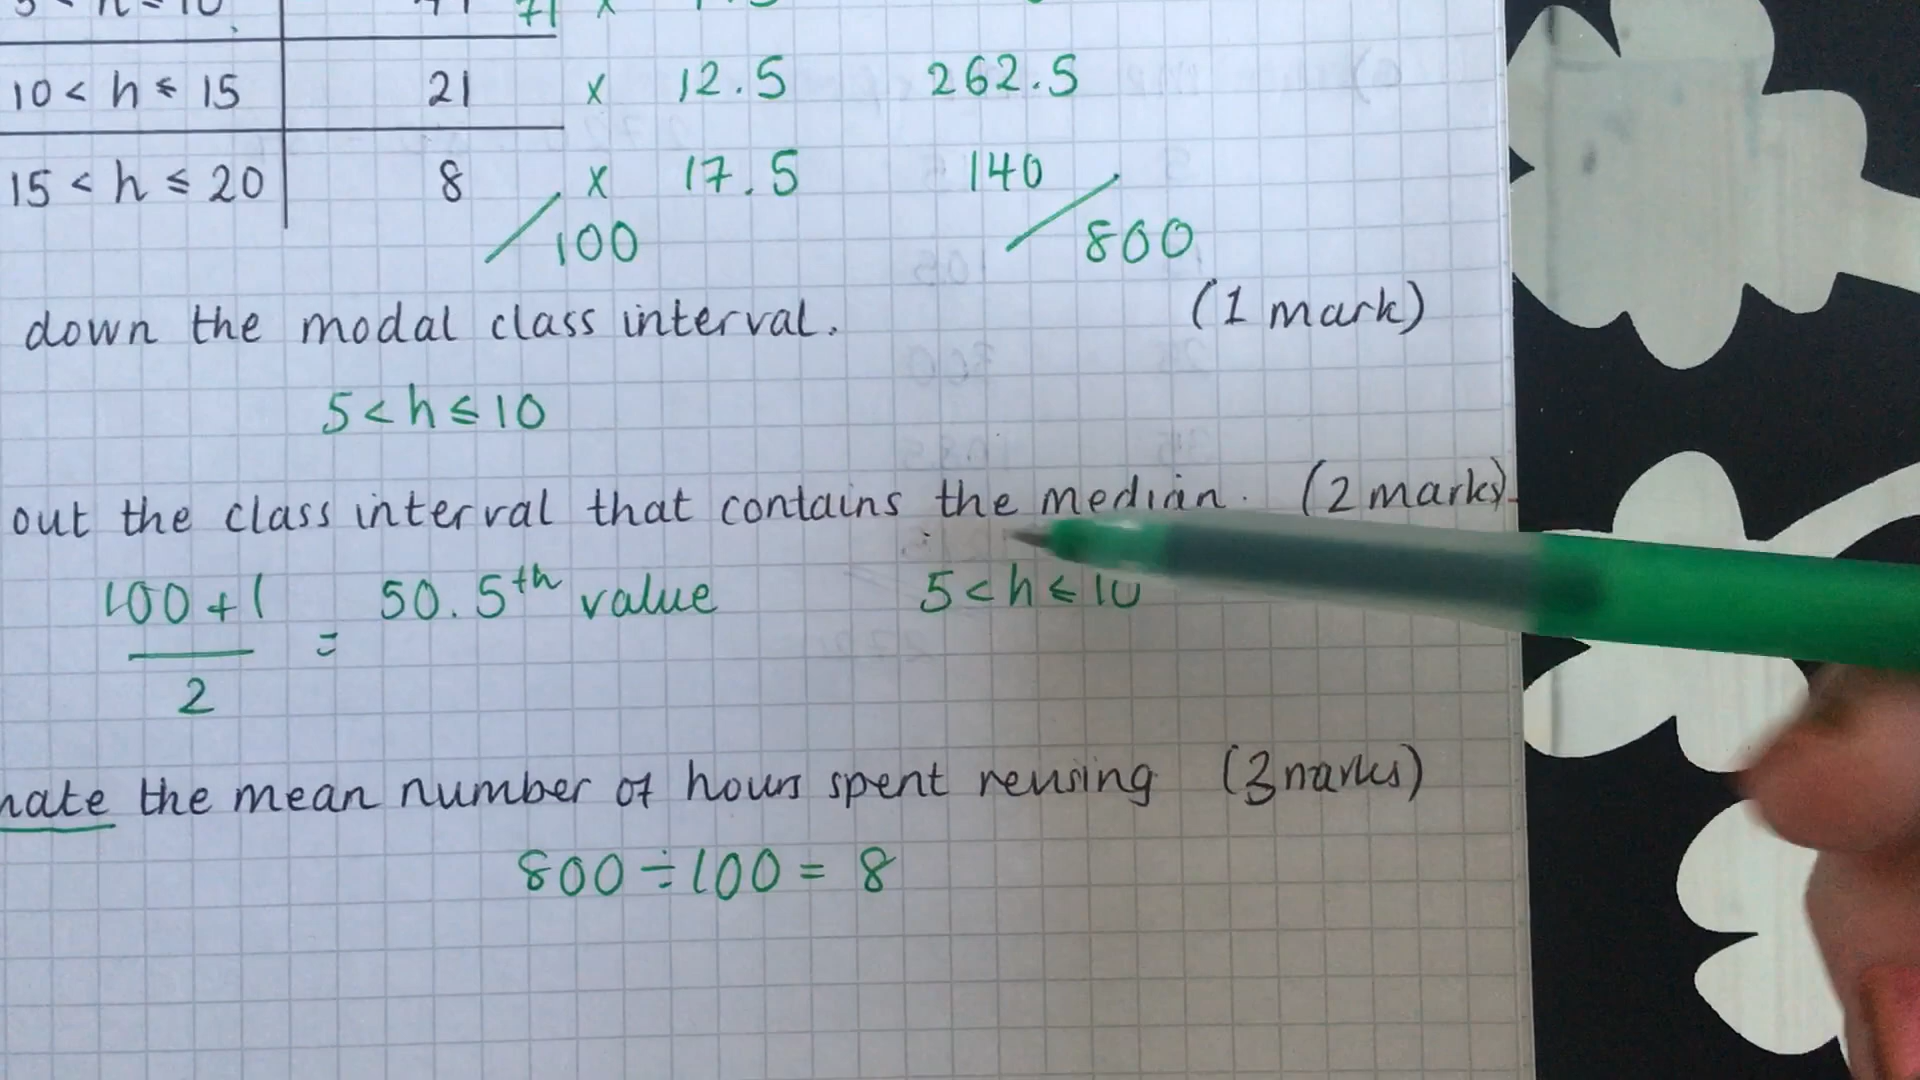 10 < h ≤ 15 21 x 12.5 262.5
15 < h ≤ 20 8 x 17.5 140
100 800
down the modal class interval. (1 mark)
5 < h ≤ 10
out the class interval that contains the median. (2 marks)
100 + 1
2
= 50.5th value 5 < h ≤ 10
the mean number of hours spent revising (3 marks)
800 ÷ 100 = 8